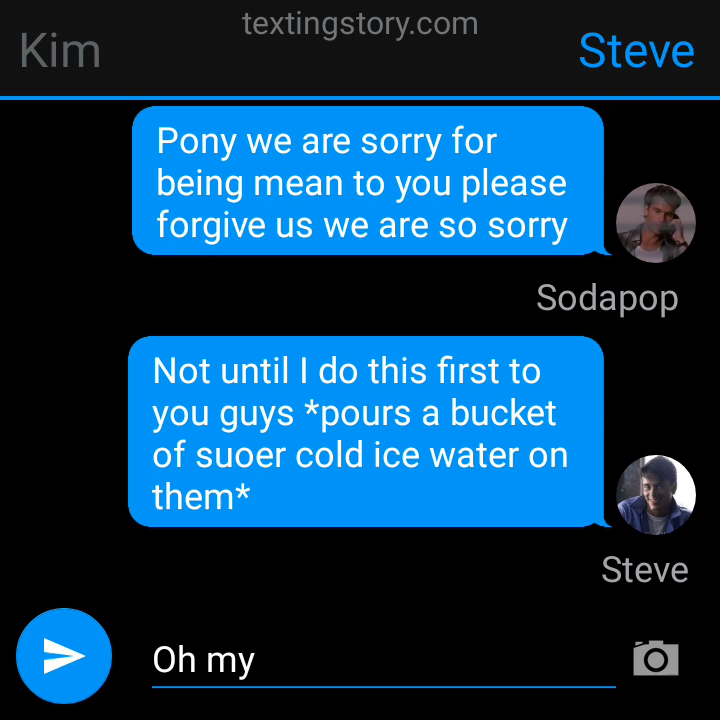 textingstory.com
Kim
Steve
Pony we are sorry for
being mean to you please
forgive us we are so sorry
Sodapop
Not until I do this first to
you guys *pours a bucket
of suoer cold ice water on
them*
Steve
Oh my